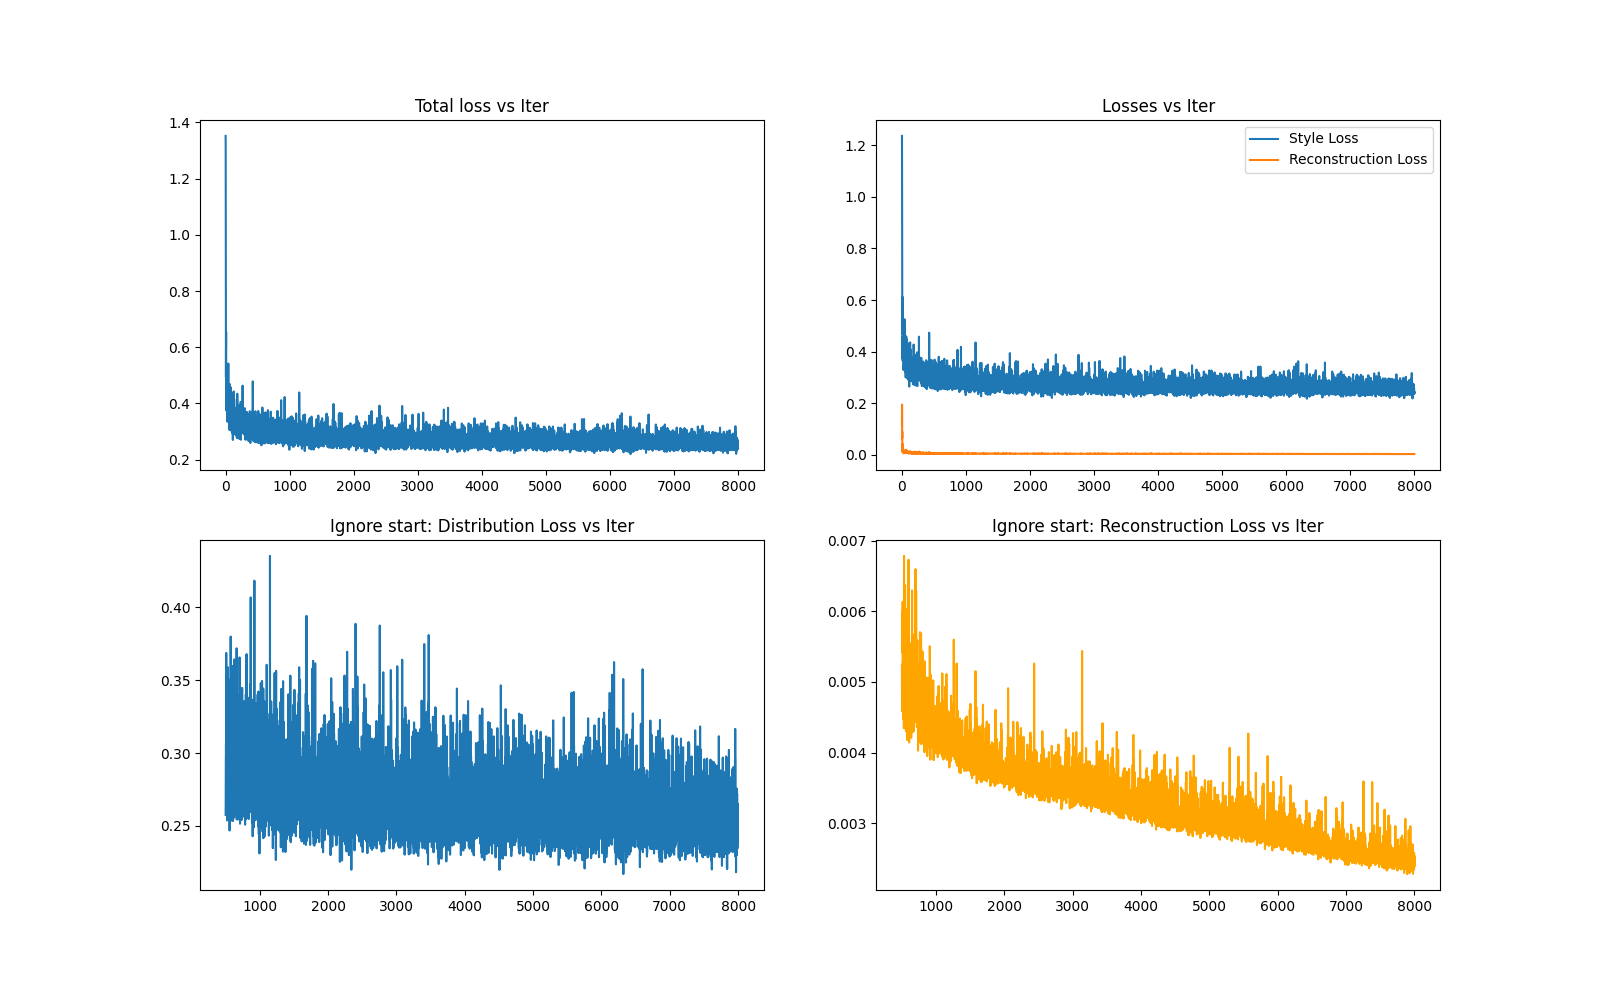 Total loss vs Iter
1.4
1.2
1.0
0.8
0.6
0.4
0.2
0 1000 2000 3000 4000 5000 6000 7000 8000
Losses vs Iter
Style Loss
Reconstruction Loss
1.2
1.0
0.8
0.6
0.4
0.2
0.0
0 1000 2000 3000 4000 5000 6000 7000 8000
Ignore start: Distribution Loss vs Iter
0.40
0.35
0.30
0.25
1000 2000 3000 4000 5000 6000 7000 8000
Ignore start: Reconstruction Loss vs Iter
0.007
0.006
0.005
0.004
0.003
1000 2000 3000 4000 5000 6000 7000 8000